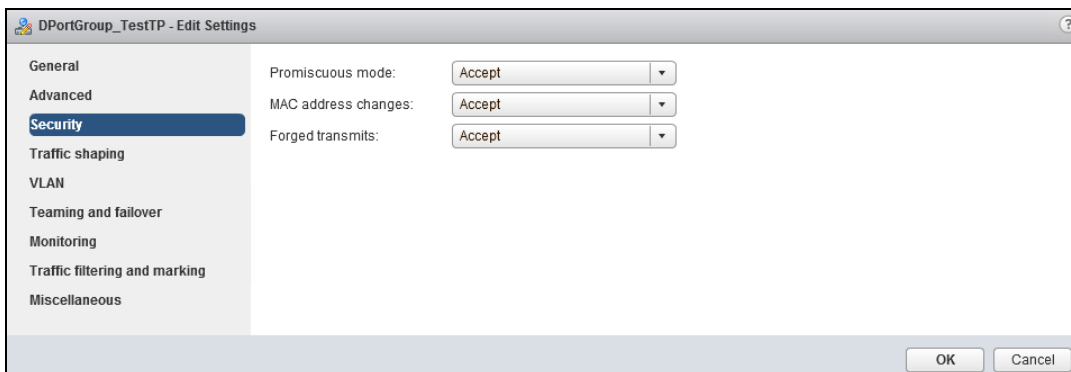 DPortGroup_TestTP - Edit Settings
?
General
Advanced
Security
Traffic shaping
VLAN
Teaming and failover
Monitoring
Traffic filtering and marking
Miscellaneous
Promiscuous mode: Accept
MAC address changes: Accept
Forged transmits: Accept
OK Cancel